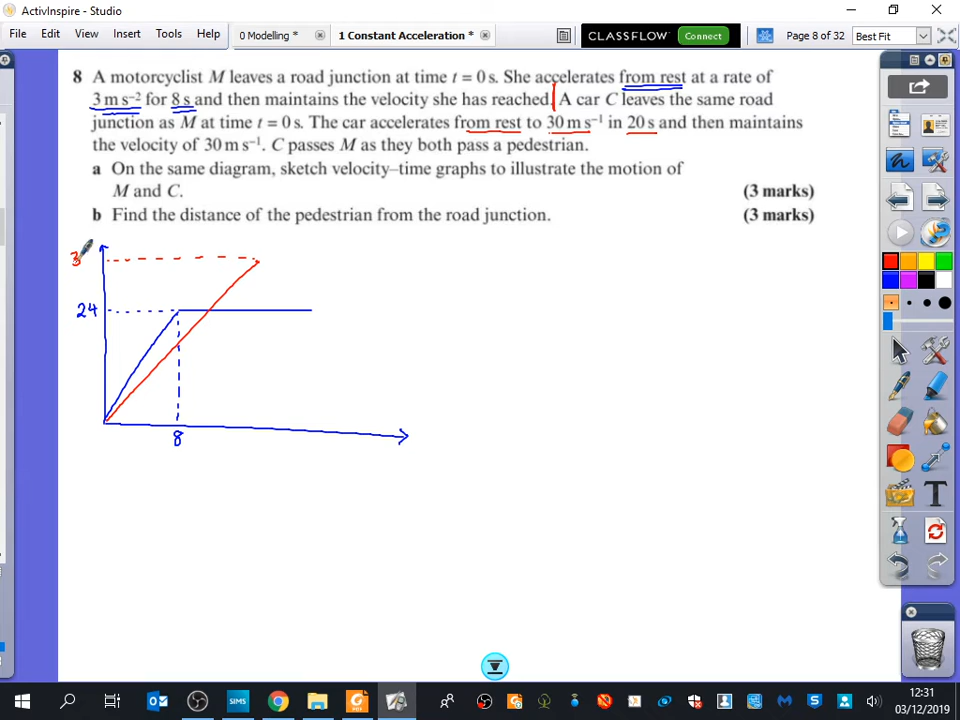 ActivInspire - Studio
File Edit View Insert Tools Help
0 Modelling *
1 Constant Acceleration *
CLASSFLOW
Connect
Page 8 of 32
Best Fit
8 A motorcyclist M leaves a road junction at time t = 0 s. She accelerates from rest at a rate of
3 m s⁻² for 8 s and then maintains the velocity she has reached. A car C leaves the same road
junction as M at time t = 0 s. The car accelerates from rest to 30 m s⁻¹ in 20 s and then maintains
the velocity of 30 m s⁻¹. C passes M as they both pass a pedestrian.
a On the same diagram, sketch velocity–time graphs to illustrate the motion of
M and C. (3 marks)
b Find the distance of the pedestrian from the road junction. (3 marks)
3
24
8
T
SIMS
PDF
12:31
03/12/2019